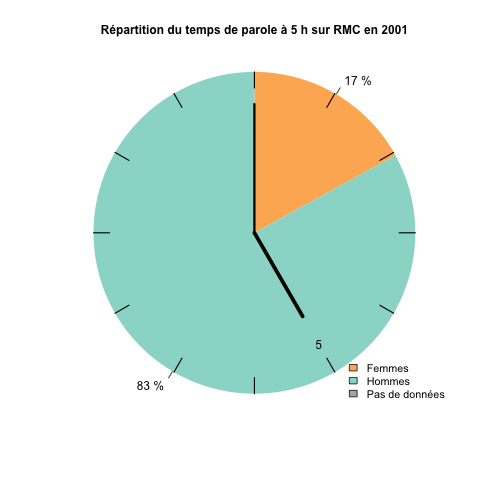 Répartition du temps de parole à 5 h sur RMC en 2001
17 %
5
Femmes
Hommes
Pas de données
83 %